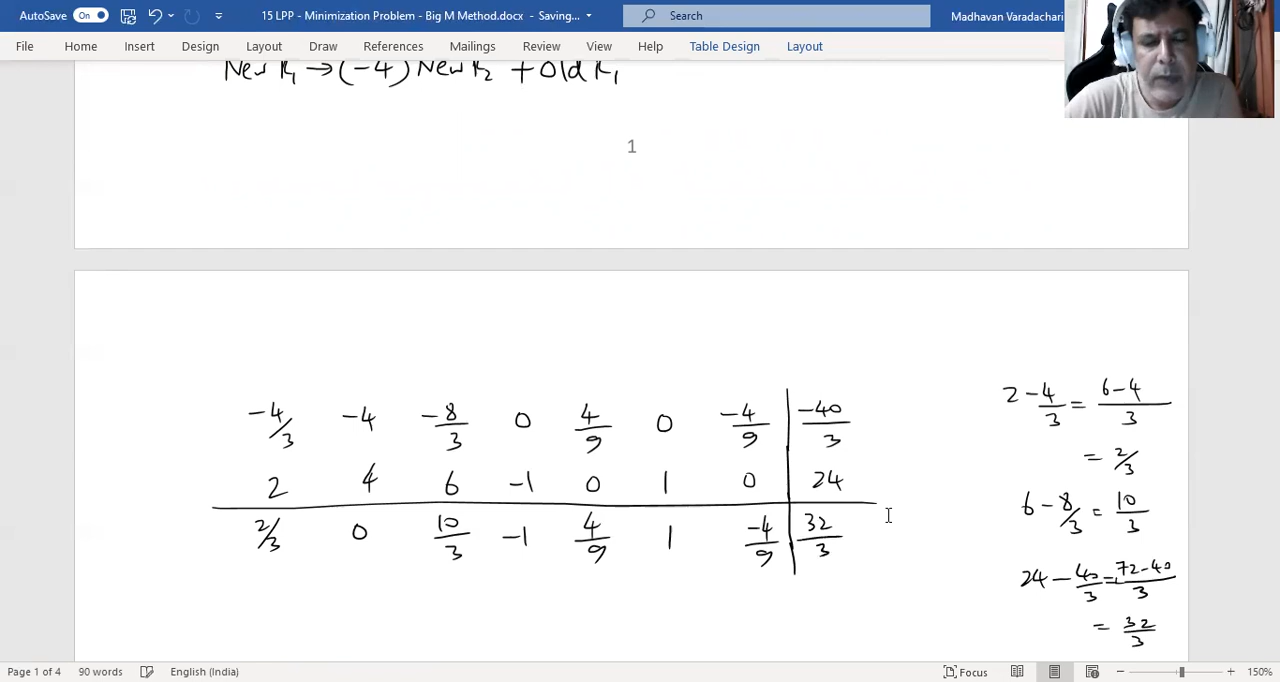 AutoSave On 15 LPP - Minimization Problem - Big M Method.docx - Saving... Search Madhavan Varadachari
File Home Insert Design Layout Draw References Mailings Review View Help Table Design Layout
New R₁ → (-4) New R₂ + Old R₁
1
-4/3 -4 -8/3 0 4/9 0 -4/9 | -40/3
2 4 6 -1 0 1 0 | 24
2/3 0 10/3 -1 4/9 1 -4/9 | 32/3
2 - 4/3 = (6-4)/3
= 2/3
6 - 8/3 = 10/3
24 - 40/3 = (72-40)/3
= 32/3
Page 1 of 4 90 words English (India) Focus 150%